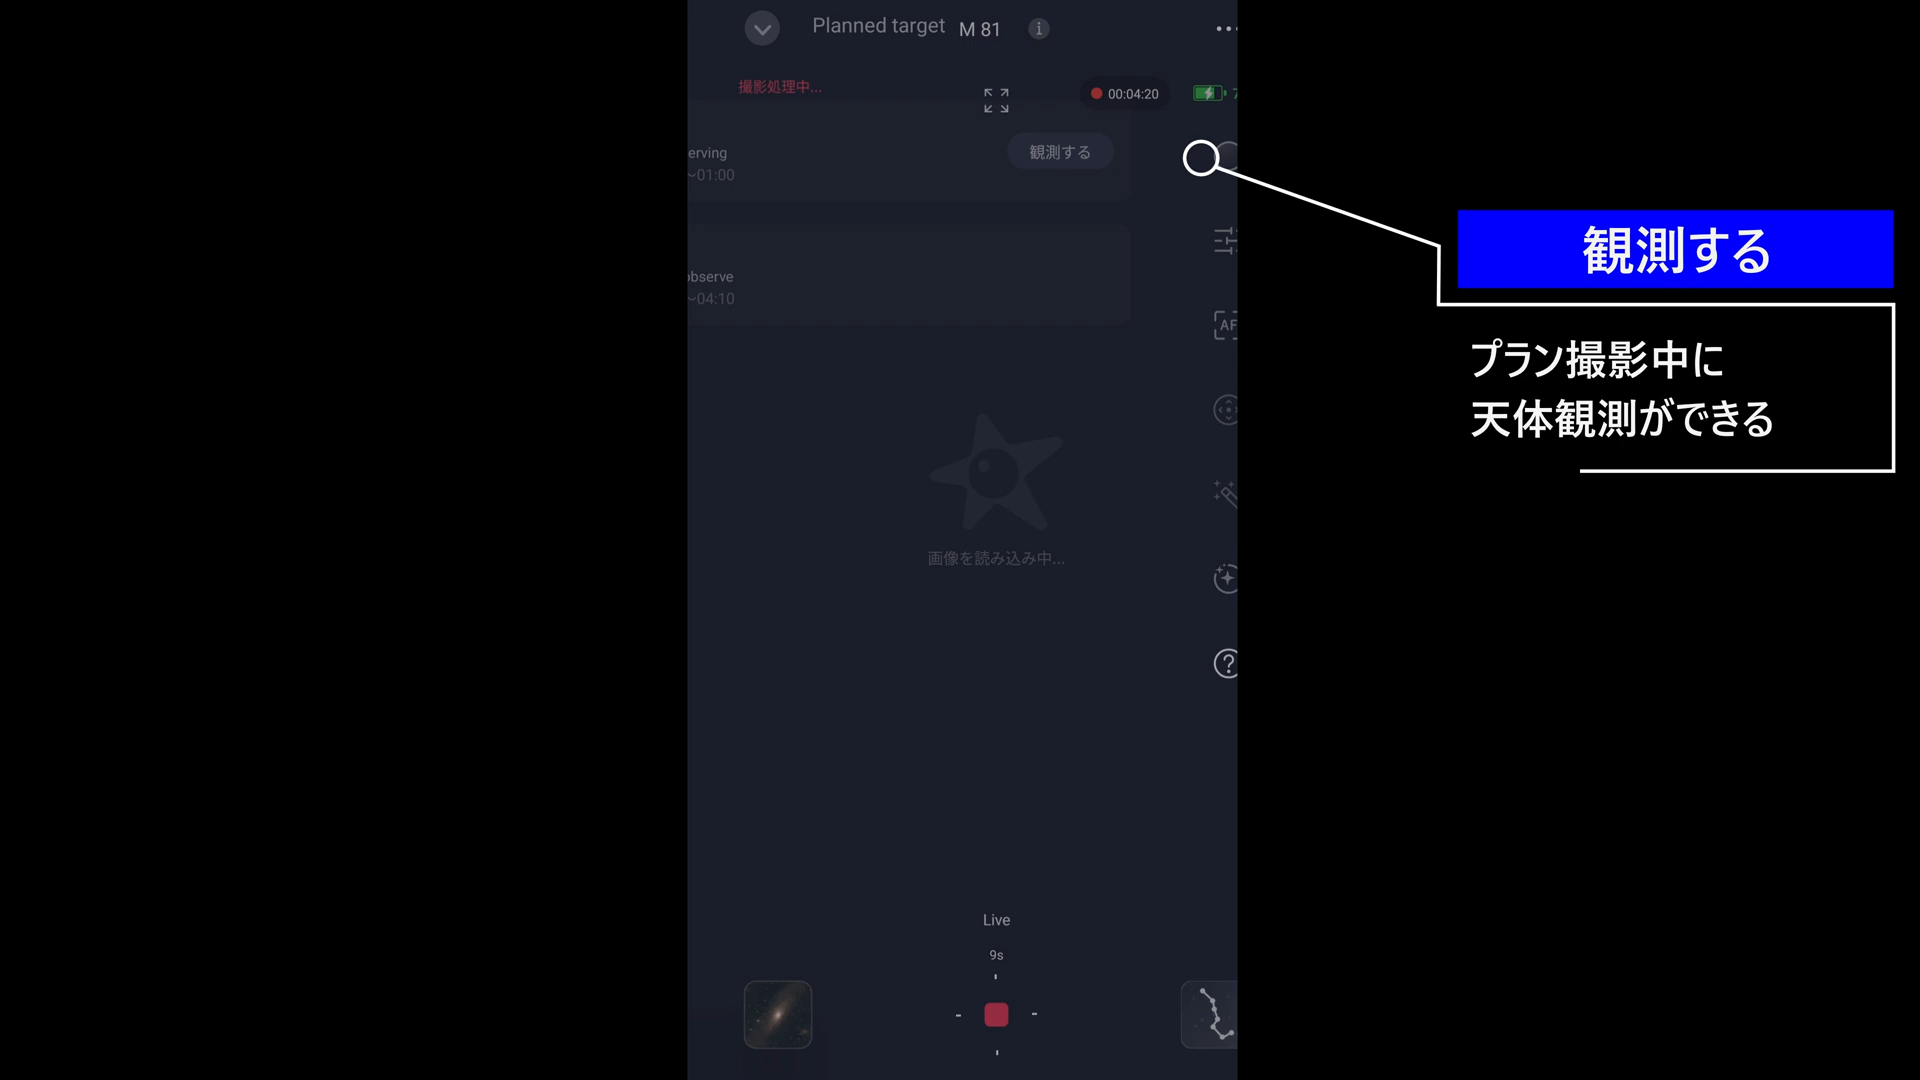 Planned target M 81
撮影処理中...
00:04:20
7
erving
~01:00
観測する
observe
~04:10
AF
画像を読み込み中...
Live
9s
観測する
プラン撮影中に
天体観測ができる